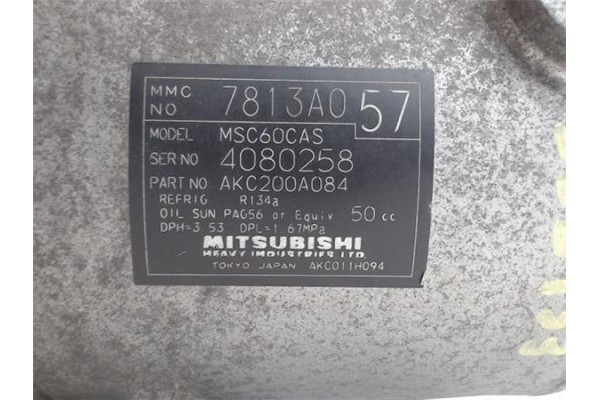 MMC NO 7813A057
MODEL MSC60CAS
SER NO 4080258
PART NO AKC200A084
REFRIG R134a
OIL SUN PAG56 or Equiv 50 cc
DPH=3 53 DPL=1 67MPa
MITSUBISHI
HEAVY INDUSTRIES, LTD.
TOKYO JAPAN AKC011H094